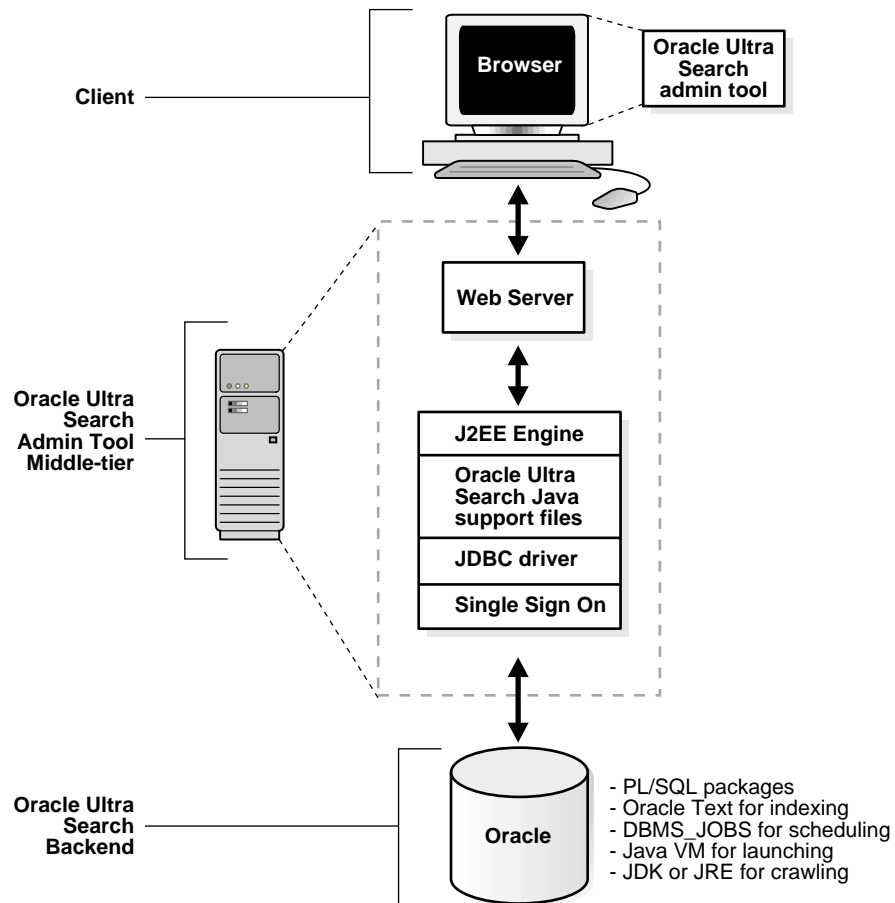 Client
Browser
Oracle Ultra
Search
admin tool
Web Server
Oracle Ultra
Search
Admin Tool
Middle-tier
J2EE Engine
Oracle Ultra
Search Java
support files
JDBC driver
Single Sign On
Oracle Ultra
Search
Backend
Oracle
- PL/SQL packages
- Oracle Text for indexing
- DBMS_JOBS for scheduling
- Java VM for launching
- JDK or JRE for crawling